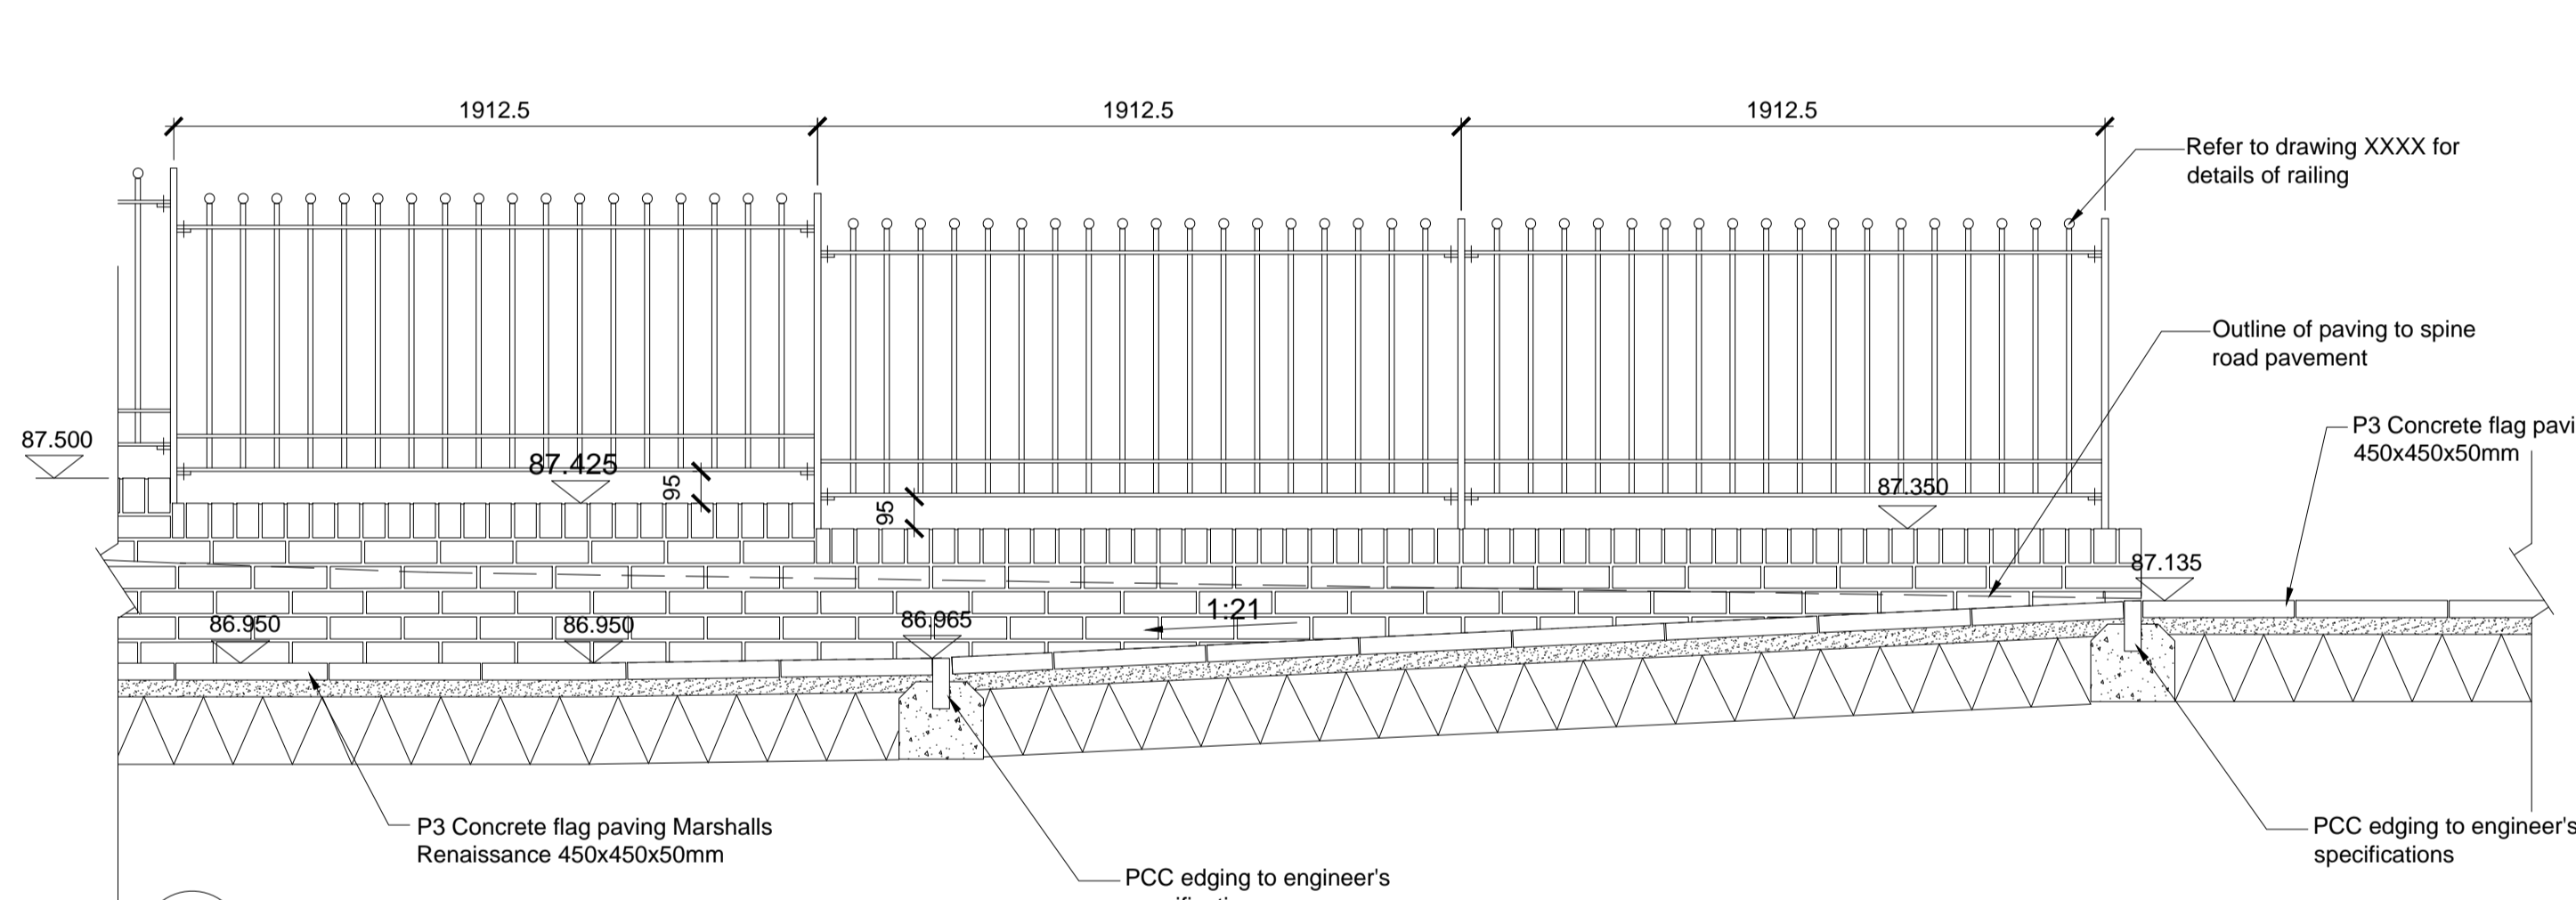 1912.5
1912.5
1912.5
Refer to drawing XXXX for
details of railing
Outline of paving to spine
road pavement
P3 Concrete flag
450x450x50mm
87.500
87.425
95
95
87.350
87.135
86.950
86.950
86.965
1:21
P3 Concrete flag paving Marshalls
Renaissance 450x450x50mm
PCC edging to engineer's
PCC edging to engineer's
specifications